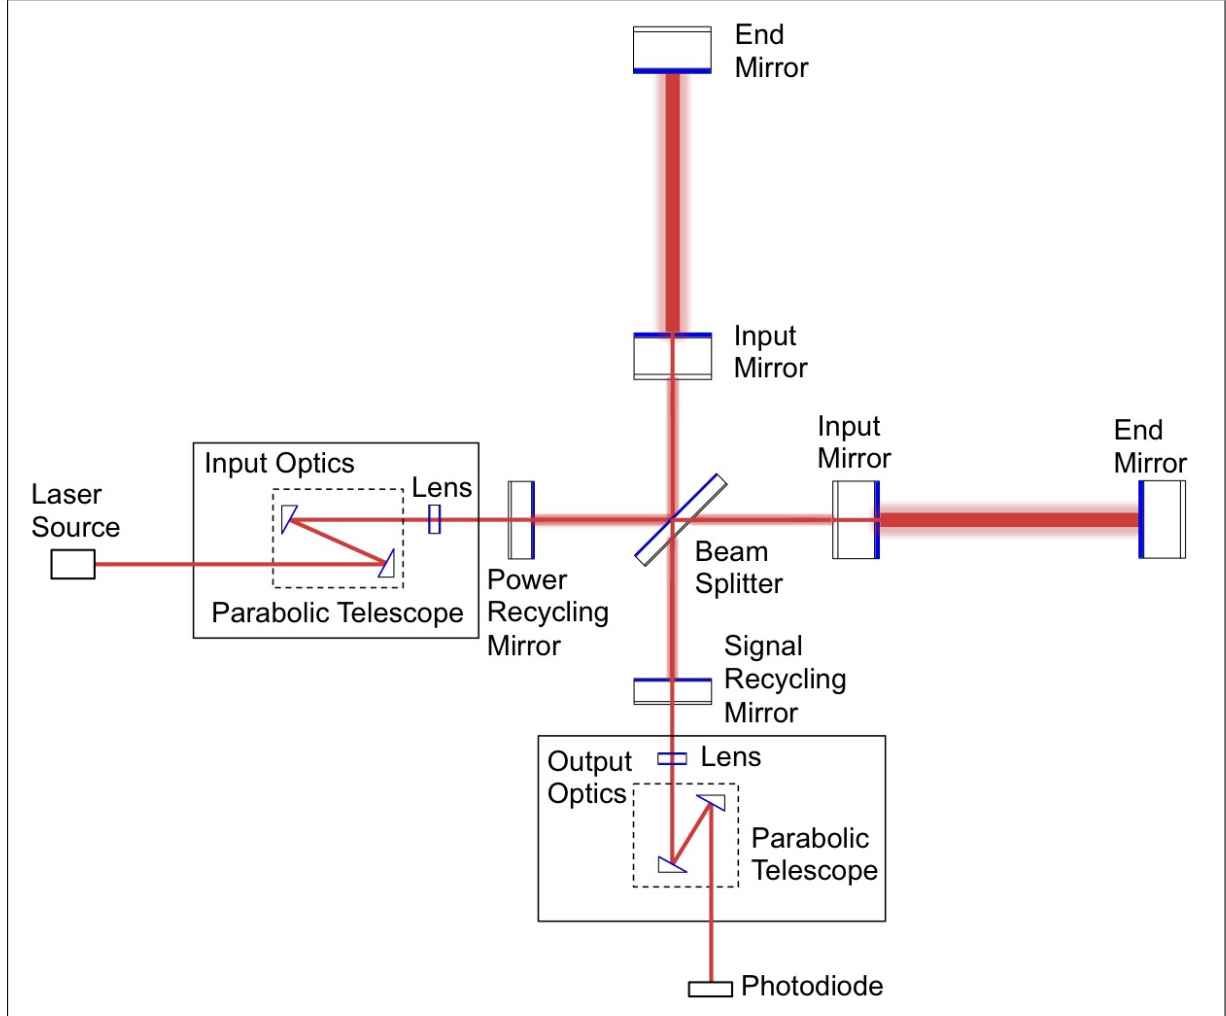 End
Mirror
Input
Mirror
Input
Mirror
End
Mirror
Input Optics
Lens
Laser
Source
Parabolic Telescope
Power
Recycling
Mirror
Beam
Splitter
Signal
Recycling
Mirror
Output
Optics
Lens
Parabolic
Telescope
Photodiode